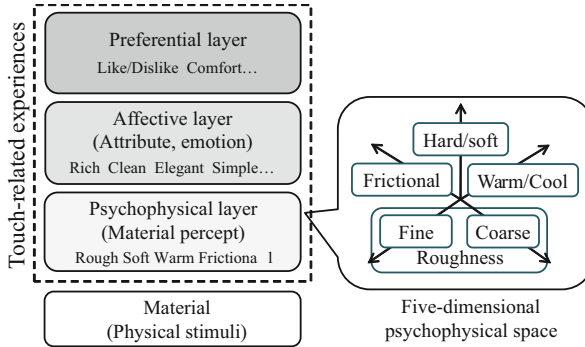 Touch-related experiences
Preferential layer
Like/Dislike Comfort...
Affective layer
(Attribute, emotion)
Rich Clean Elegant Simple...
Psychophysical layer
(Material percept)
Rough Soft Warm Frictiona l
Material
(Physical stimuli)
Hard/soft
Frictional
Warm/Cool
Fine
Coarse
Roughness
Five-dimensional
psychophysical space